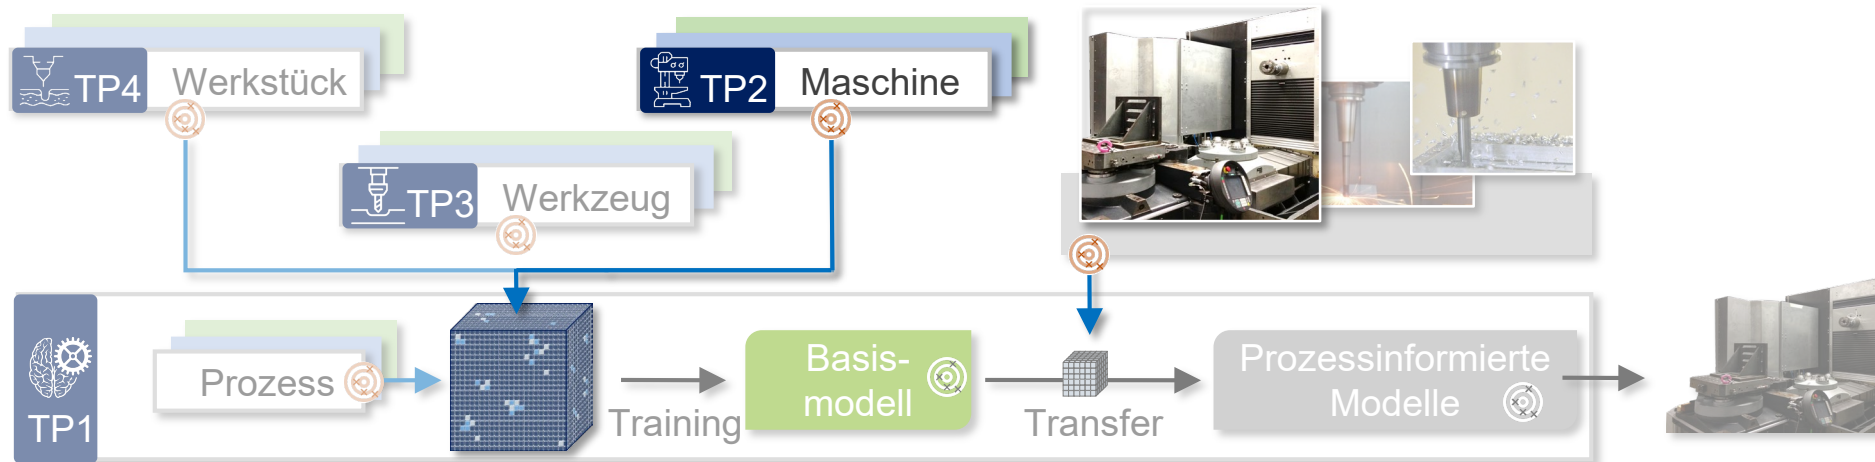 TP4 Werkstück
TP2 Maschine
TP3 Werkzeug
TP1
Prozess
Training
Basis-
modell
Transfer
Prozessinformierte
Modelle